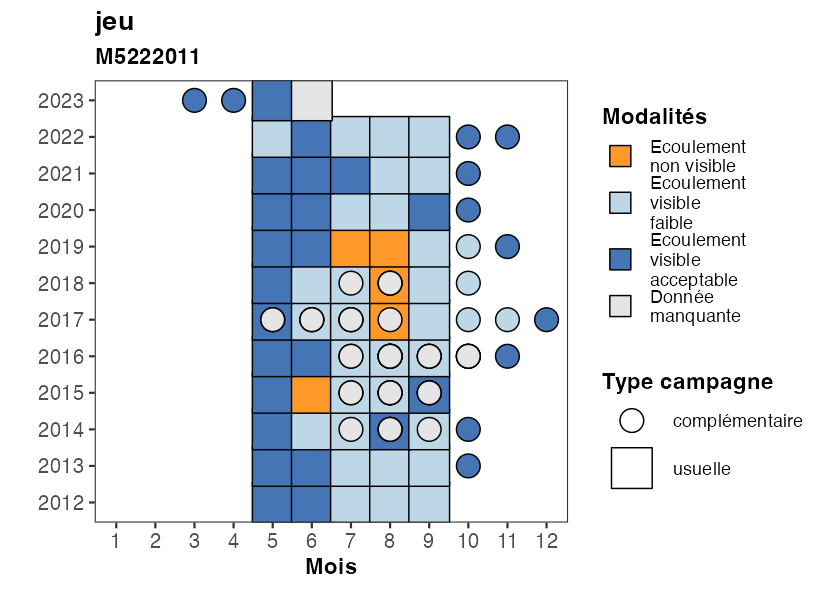 jeu
M5222011
2023
2022
2021
2020
2019
2018
2017
2016
2015
2014
2013
2012
1 2 3 4 5 6 7 8 9 10 11 12
Mois
Modalités
Ecoulement
non visible
Ecoulement
visible
faible
Ecoulement
visible
acceptable
Donnée
manquante
Type campagne
complémentaire
usuelle